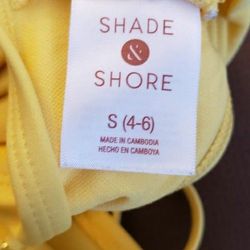 SHADE
&
SHORE
S (4-6)
MADE IN CAMBODIA
HECHO EN CAMBOYA